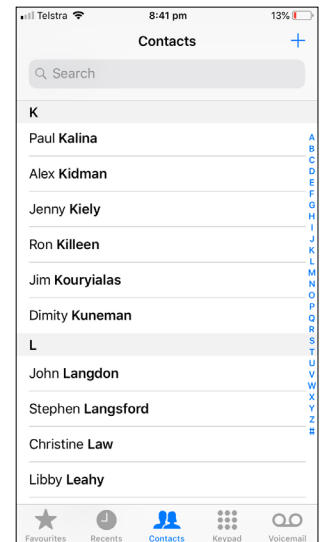 Telstra 8:41 pm 13%
Contacts +
Search
K
Paul Kalina
Alex Kidman
Jenny Kiely
Ron Killeen
Jim Kouryialas
Dimity Kuneman
L
John Langdon
Stephen Langsford
Christine Law
Libby Leahy
A
B
C
D
E
F
G
H
I
J
K
L
M
N
O
P
Q
R
S
T
U
V
W
X
Y
Z
#
Favourites Recents Contacts Keypad Voicemail